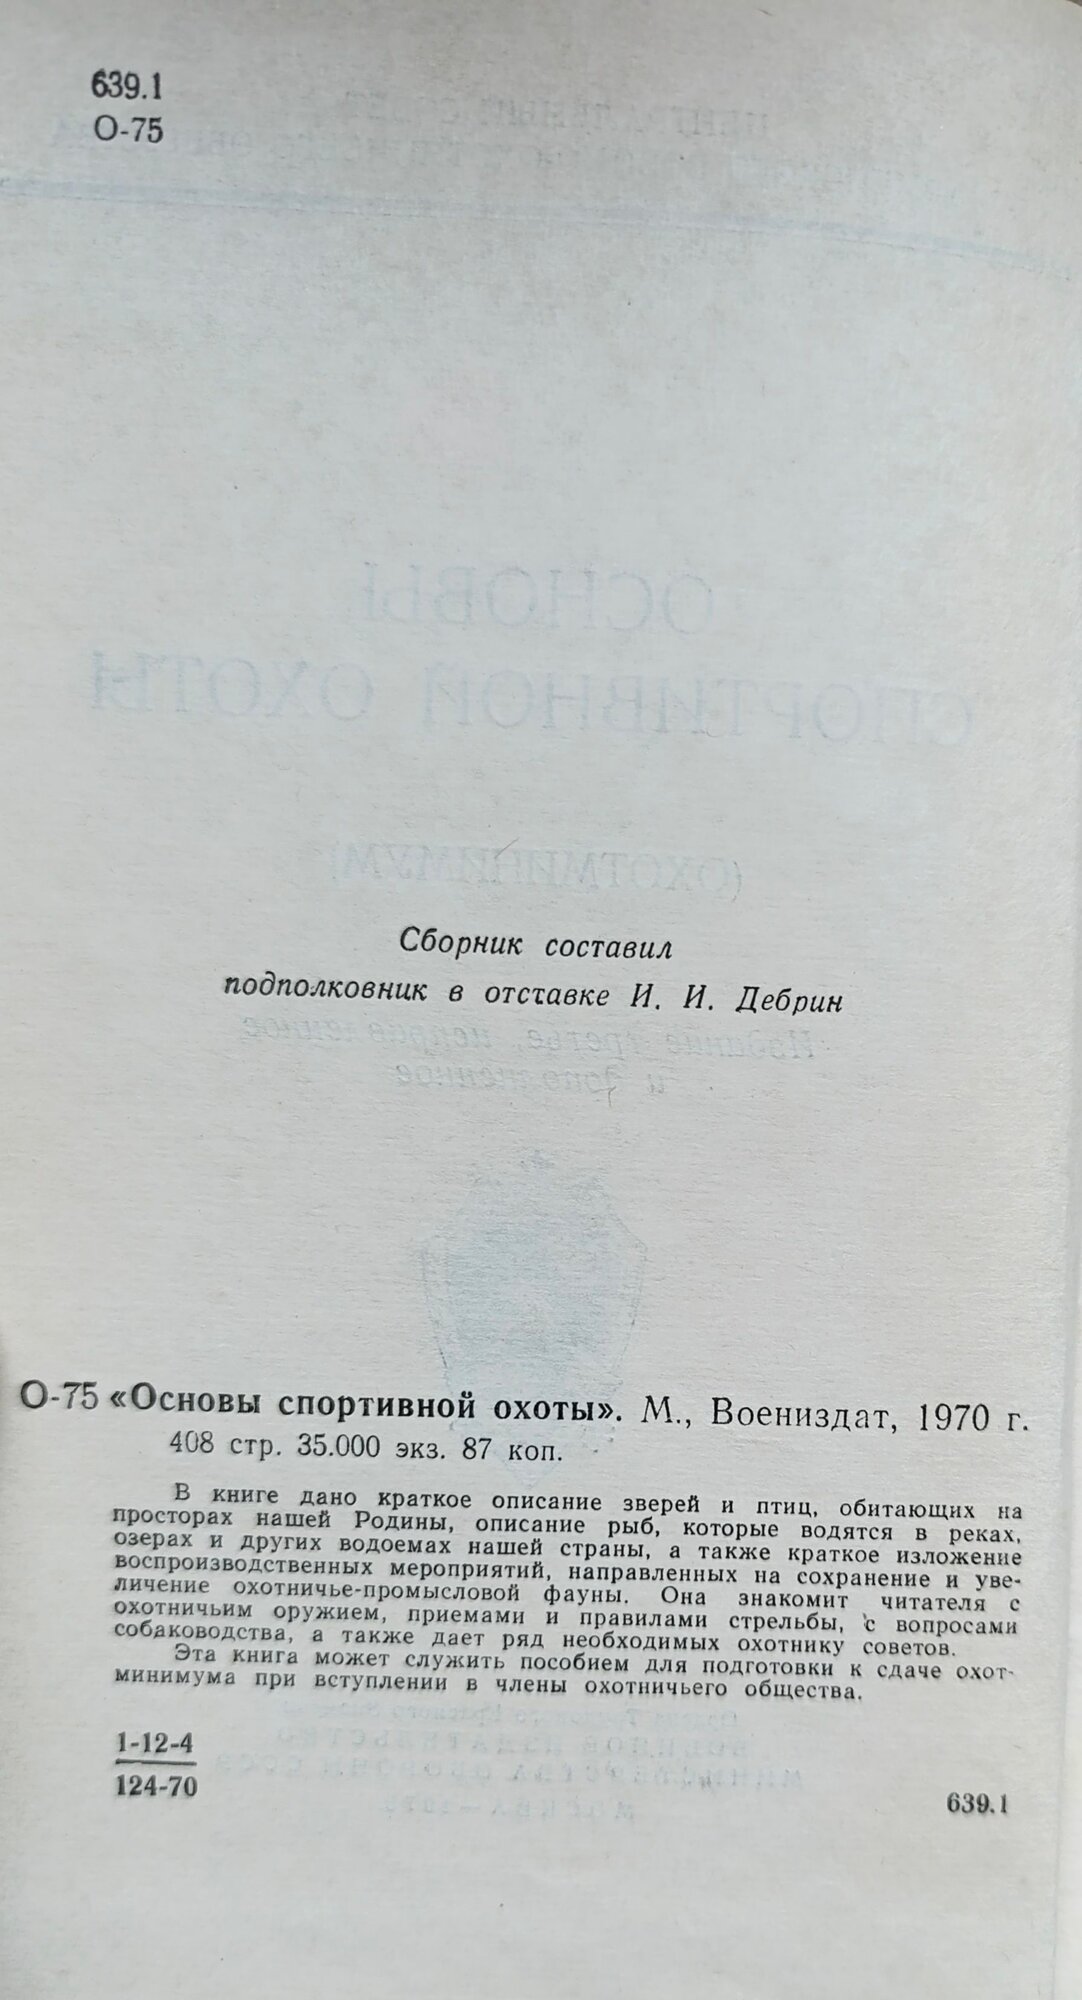 639.1
О-75
Сборник составил
подполковник в отставке И. И. Дебрин
О-75 «Основы спортивной охоты». М., Воениздат, 1970 г.
408 стр. 35.000 экз. 87 коп.
В книге дано краткое описание зверей и птиц, обитающих на
просторах нашей Родины, описание рыб, которые водятся в реках,
озерах и других водоемах нашей страны, а также краткое изложение
воспроизводственных мероприятий, направленных на сохранение и уве-
личение охотничье-промысловой фауны. Она знакомит читателя с
охотничьим оружием, приемами и правилами стрельбы, с вопросами
собаководства, а также дает ряд необходимых охотнику советов.
Эта книга может служить пособием для подготовки к сдаче охот-
минимума при вступлении в члены охотничьего общества.
1-12-4
124-70
639.1